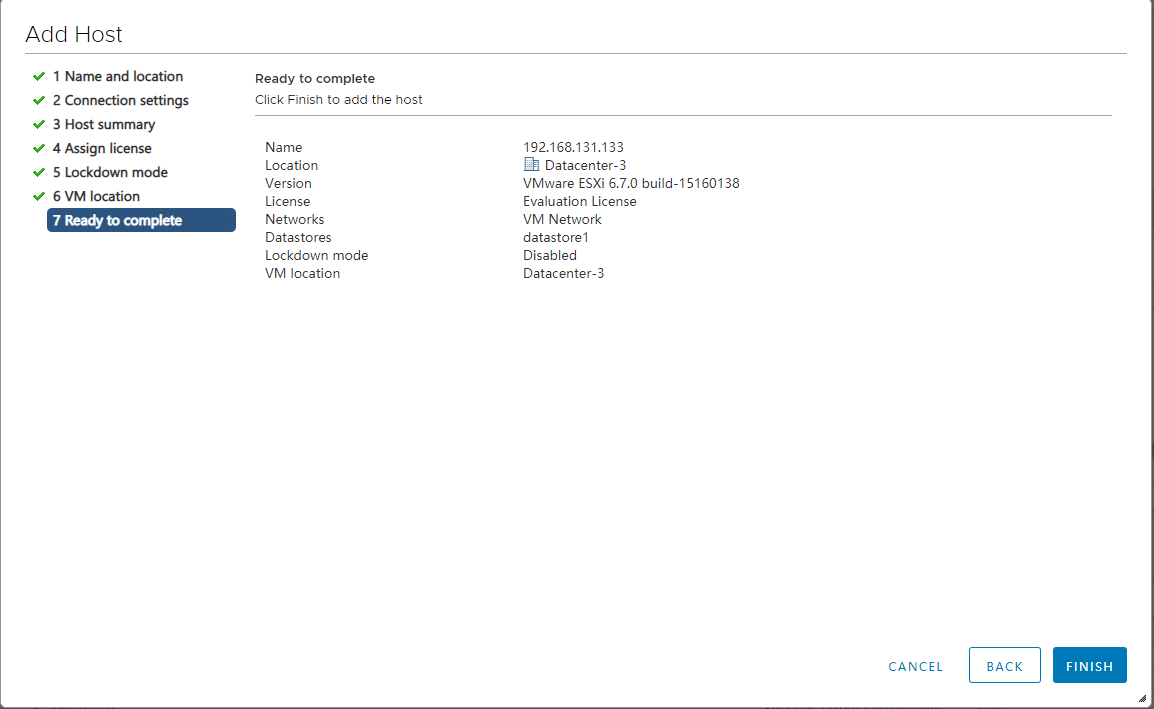 Add Host
1 Name and location
2 Connection settings
3 Host summary
4 Assign license
5 Lockdown mode
6 VM location
7 Ready to complete
Ready to complete
Click Finish to add the host
Name 192.168.131.133
Location Datacenter-3
Version VMware ESXi 6.7.0 build-15160138
License Evaluation License
Networks VM Network
Datastores datastore1
Lockdown mode Disabled
VM location Datacenter-3
CANCEL BACK FINISH